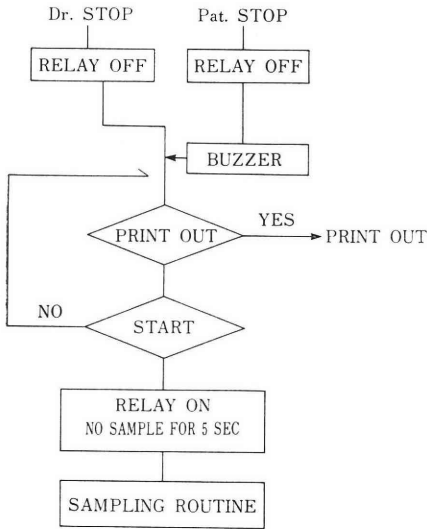 Dr. STOP
Pat. STOP
RELAY OFF
RELAY OFF
BUZZER
PRINT OUT
YES
PRINT OUT
NO
START
RELAY ON
NO SAMPLE FOR 5 SEC
SAMPLING ROUTINE